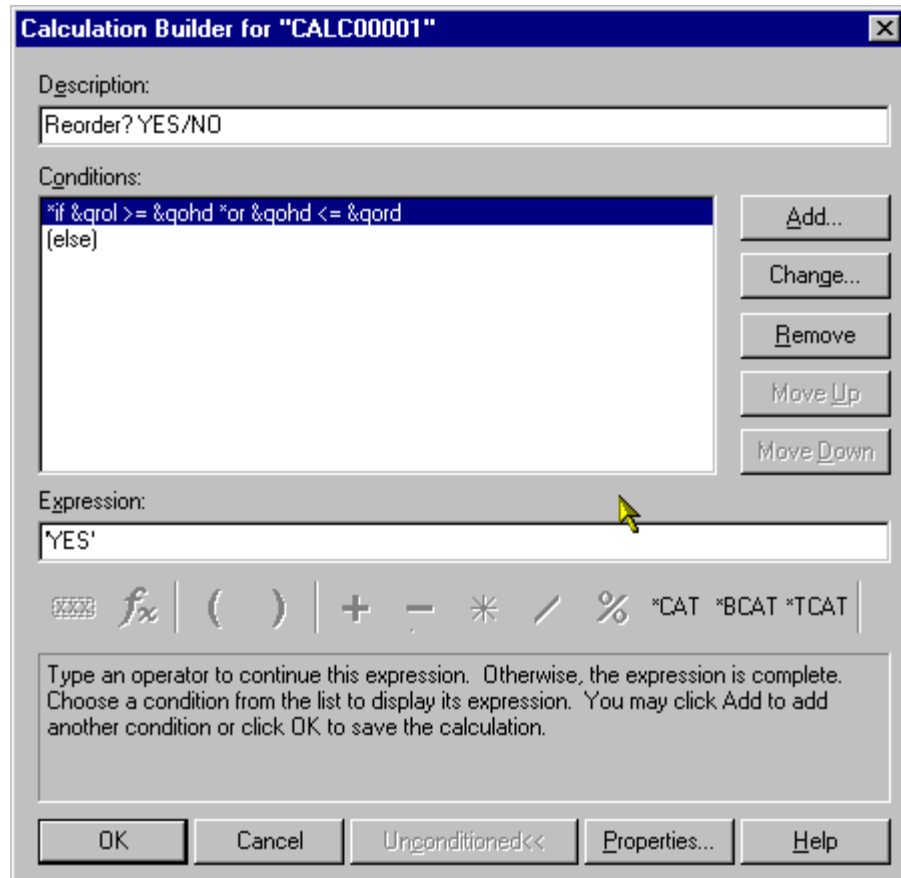 Calculation Builder for "CALC00001"
Description:
Reorder? YES/NO
Conditions:
*if &qrol >= &qohd *or &qohd <= &qord
(else)
Add...
Change...
Remove
Move Up
Move Down
Expression:
'YES'
xxx fx ( ) + - * / % *CAT *BCAT *TCAT
Type an operator to continue this expression. Otherwise, the expression is complete.
Choose a condition from the list to display its expression. You may click Add to add
another condition or click OK to save the calculation.
OK Cancel Unconditioned<< Properties... Help